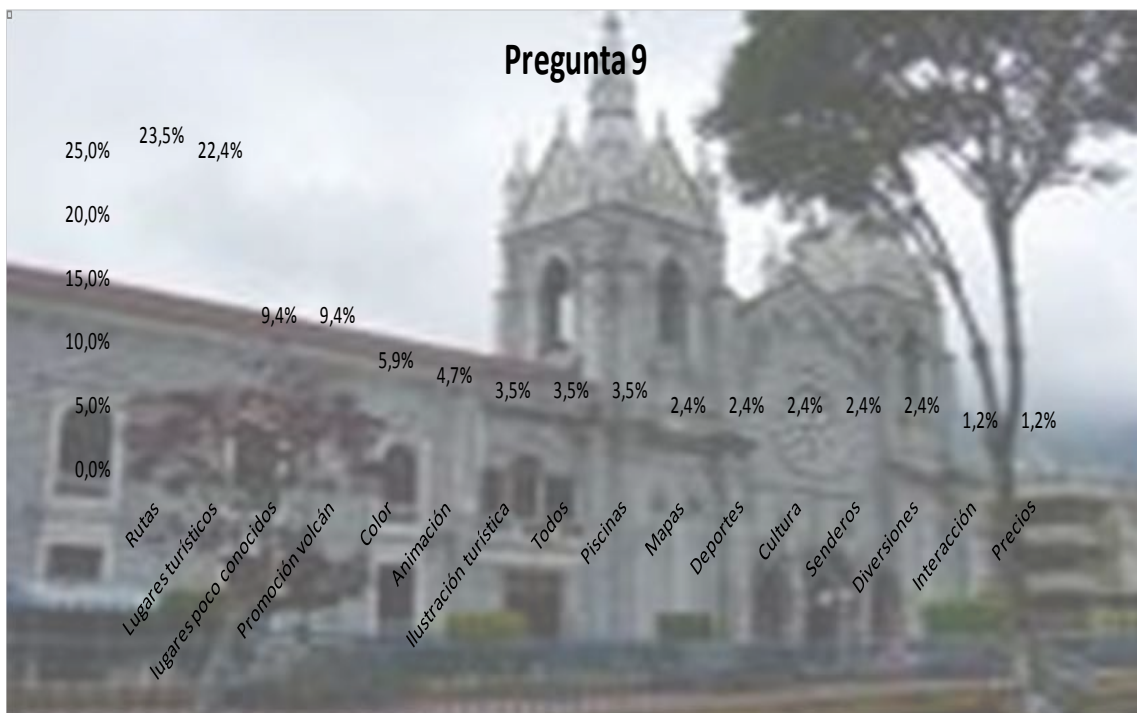 Pregunta 9
25,0%
20,0%
15,0%
10,0%
5,0%
0,0%
23,5%
22,4%
9,4%
9,4%
5,9%
4,7%
3,5%
3,5%
3,5%
2,4%
2,4%
2,4%
2,4%
2,4%
1,2%
1,2%
Rutas
Lugares turísticos
lugares poco conocidos
Promoción volcán
Color
Animación
Ilustración turística
Todos
Piscinas
Mapas
Deportes
Cultura
Senderos
Diversiones
Interacción
Precios